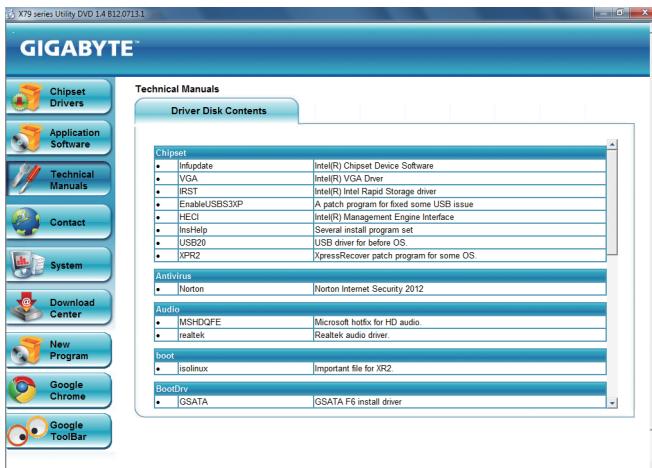 X79 series Utility DVD 1.4 B12.0713.1
GIGABYTE™
Chipset
Drivers
Application
Software
Technical
Manuals
Contact
System
Download
Center
New
Program
Google
Chrome
Google
ToolBar
Technical Manuals
Driver Disk Contents
Chipset
• Infupdate Intel(R) Chipset Device Software
• VGA Intel(R) VGA Drver
• IRST Intel(R) Intel Rapid Storage driver
• EnableUSBS3XP A patch program for fixed some USB issue
• HECI Intel(R) Management Engine Interface
• InsHelp Several install program set
• USB20 USB driver for before OS.
• XPR2 XpressRecover patch program for some OS.
Antivirus
• Norton Norton Internet Security 2012
Audio
• MSHDQFE Microsoft hotfix for HD audio.
• realtek Realtek audio driver.
boot
• isolinux Important file for XR2.
BootDrv
• GSATA GSATA F6 install driver